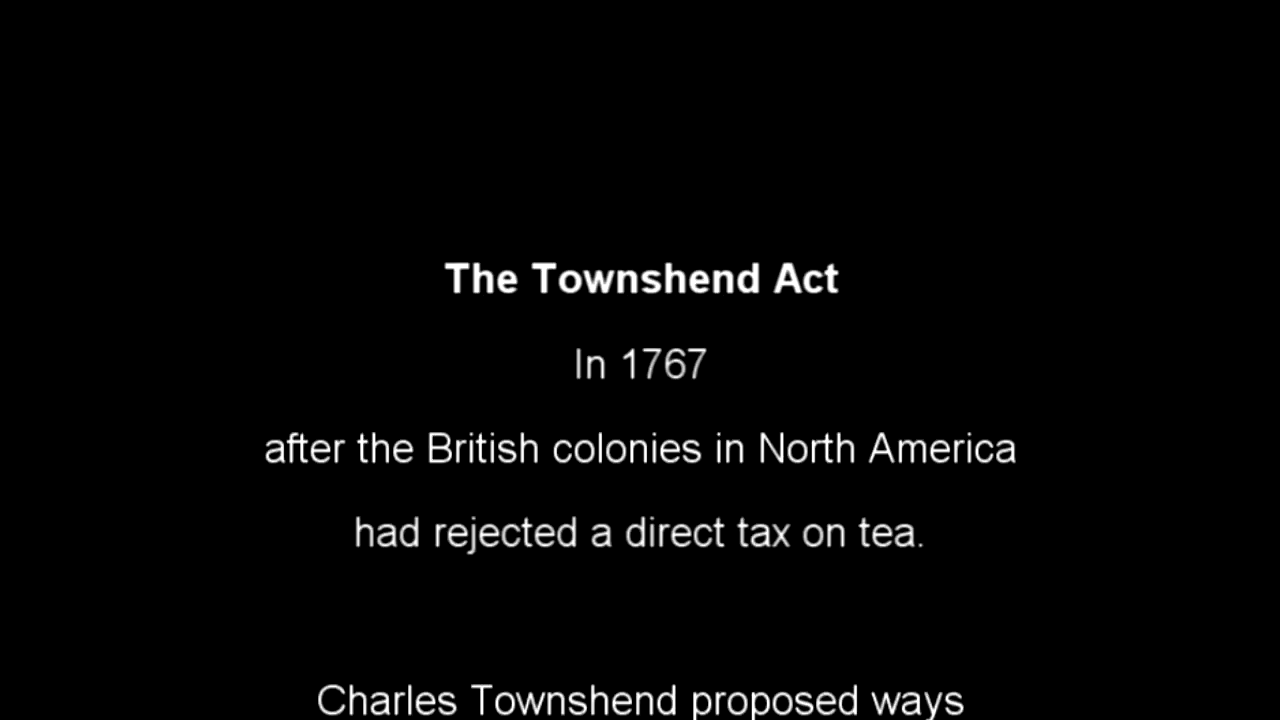 The Townshend Act
In 1767
after the British colonies in North America
had rejected a direct tax on tea.
Charles Townshend proposed ways